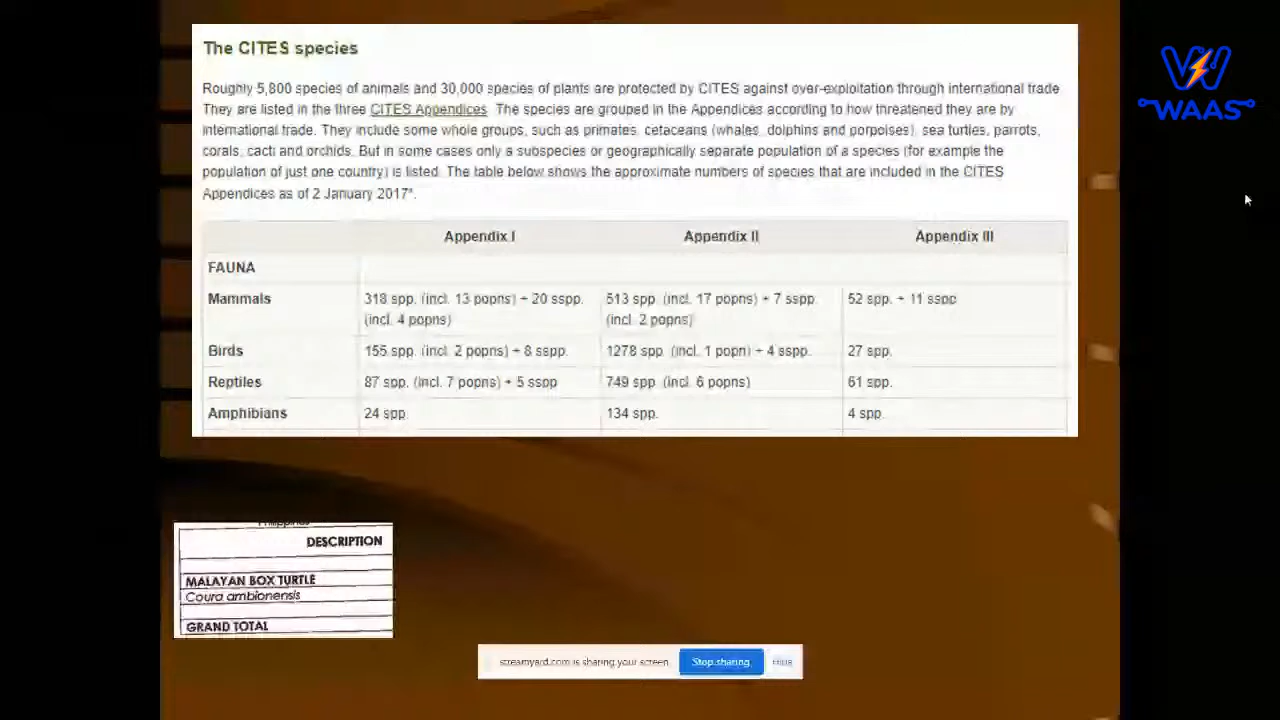 The CITES species
Roughly 5,800 species of animals and 30,000 species of plants are protected by CITES against over-exploitation through international trade
They are listed in the three CITES Appendices. The species are grouped in the Appendices according to how threatened they are by
international trade. They include some whole groups, such as primates, cetaceans (whales, dolphins and porpoises), sea turtles, parrots,
corals, cacti and orchids. But in some cases only a subspecies or geographically separate population of a species (for example the
population of just one country) is listed. The table below shows the approximate numbers of species that are included in the CITES
Appendices as of 2 January 2017*.
Appendix I Appendix II Appendix III
FAUNA
Mammals 318 spp. (incl. 13 popns) + 20 sspp. 513 spp. (incl. 17 popns) + 7 sspp. 52 spp. + 11 sspp
(incl. 4 popns) (incl. 2 popns)
Birds 155 spp. (incl. 2 popns) + 8 sspp. 1278 spp. (incl. 1 popn) + 4 sspp. 27 spp.
Reptiles 87 spp. (incl. 7 popns) + 5 sspp 749 spp. (incl. 6 popns) 61 spp.
Amphibians 24 spp. 134 spp. 4 spp.
WAAS
Philippines
DESCRIPTION
MALAYAN BOX TURTLE
Coura ambionensis
GRAND TOTAL
streamyard.com is sharing your screen. Stop sharing Hide